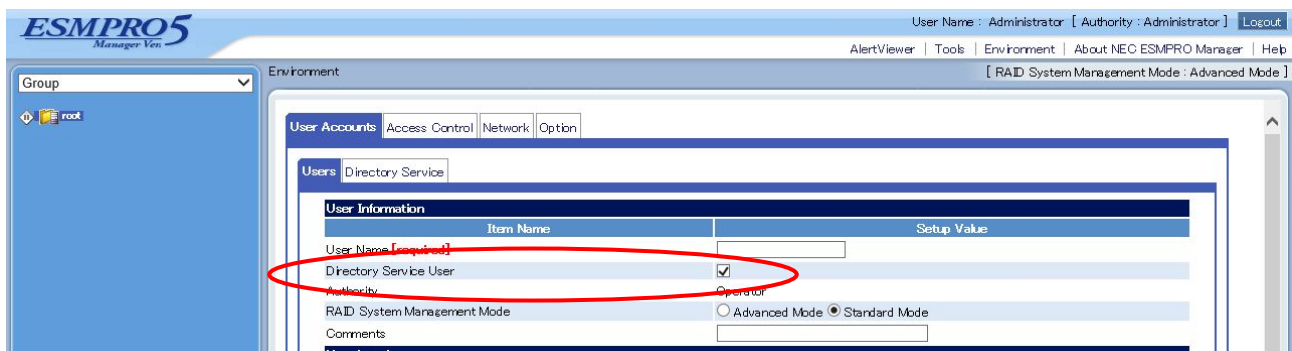 ESMPRO5
Manager Ver.
User Name : Administrator [ Authority : Administrator ] Logout
AlertViewer | Tools | Environment | About NEC ESMPRO Manager | Help
Group
Environment
[ RAID System Management Mode : Advanced Mode ]
root
User Accounts Access Control Network Option
Users Directory Service
User Information
Item Name Setup Value
User Name [required]
Directory Service User
Authority Operator
RAID System Management Mode Advanced Mode Standard Mode
Comments